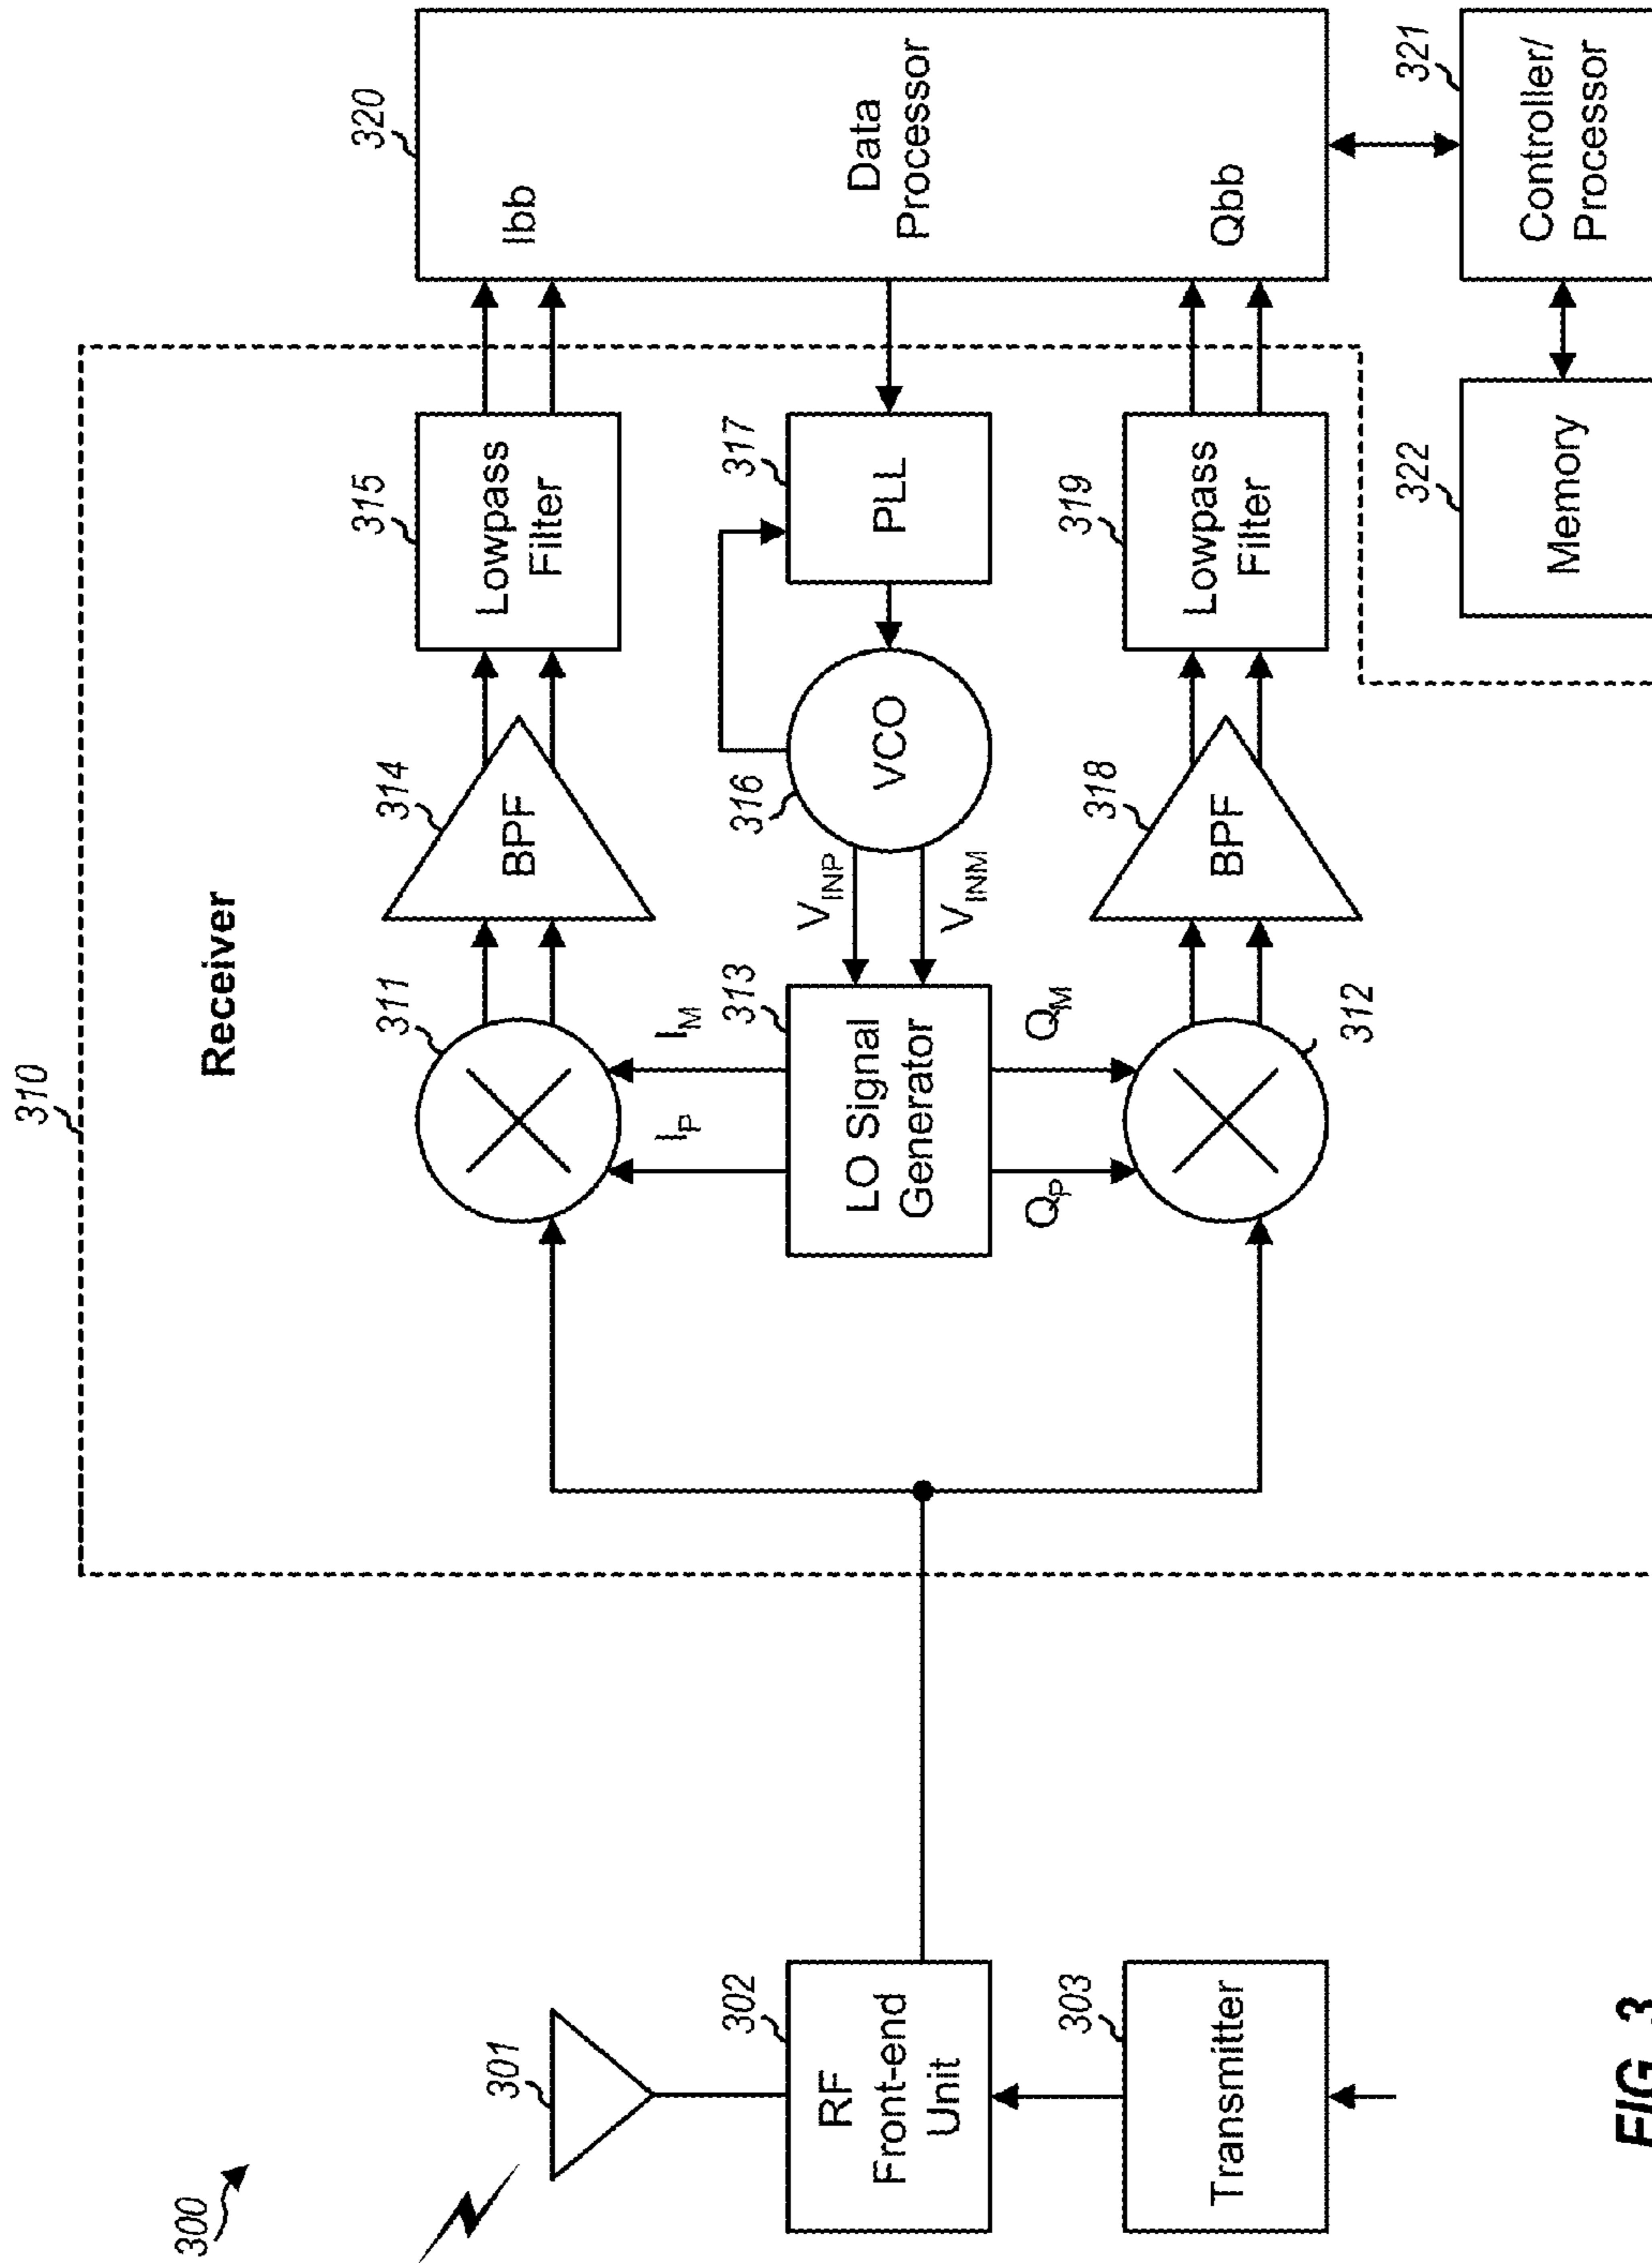 300
310
Receiver
301
RF
Front-end
Unit
302
Transmitter
303
311
I_P
I_M
LO Signal
Generator
313
Q_P
Q_M
312
BPF
314
V_INP
V_INM
VCO
316
BPF
318
Lowpass
Filter
315
PLL
317
Lowpass
Filter
319
Ibb
Data
Processor
Qbb
320
Memory
322
Controller/
Processor
321
FIG. 3